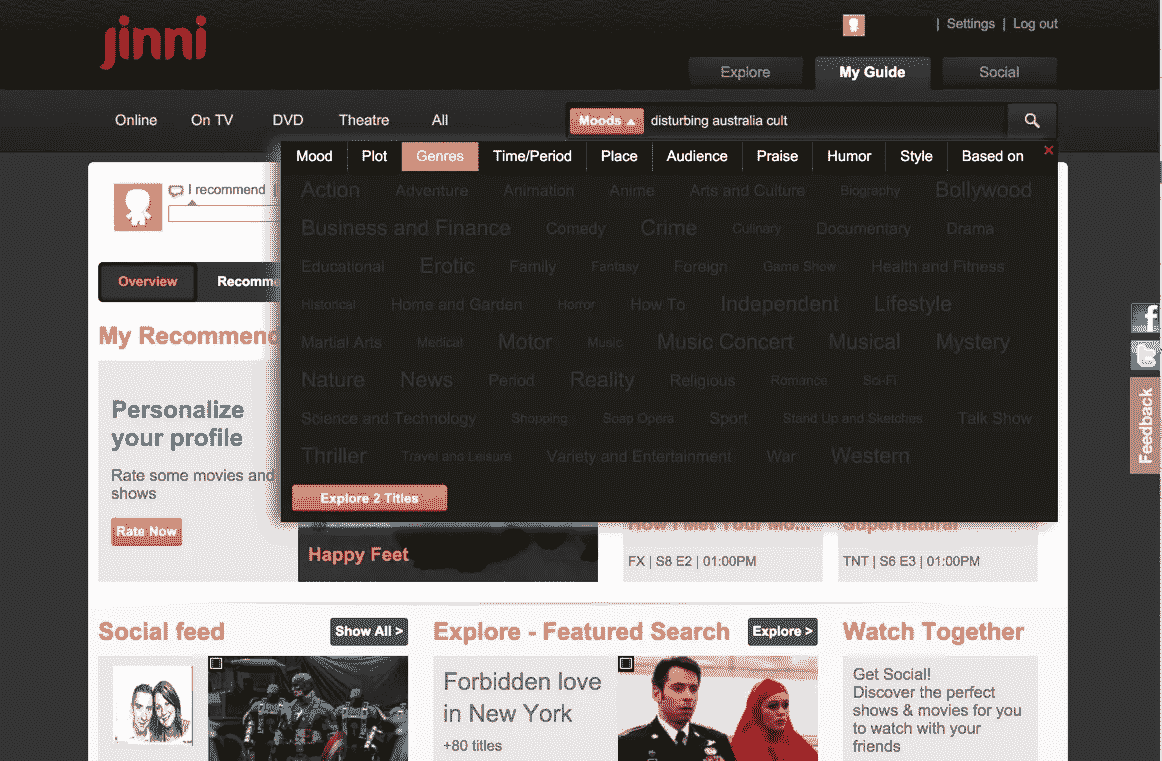 jinni
| Settings | Log out
Explore My Guide Social
Online On TV DVD Theatre All
Moods disturbing australia cult
Mood Plot Genres Time/Period Place Audience Praise Humor Style Based on
Action Adventure Animation Anime Arts and Culture Biography Bollywood
Business and Finance Comedy Crime Culinary Documentary Drama
Educational Erotic Family Fantasy Foreign Game Show Health and Fitness
Historical Home and Garden Horror How To Independent Lifestyle
Martial Arts Medical Motor Music Music Concert Musical Mystery
Nature News Period Reality Religious Romance Sci-Fi
Science and Technology Shopping Soap Opera Sport Stand Up and Sketches Talk Show
Thriller Travel and Leisure Variety and Entertainment War Western
Explore 2 Titles
I recommend
Overview Recomm
My Recommend
Personalize
your profile
Rate some movies and
shows
Rate Now
Happy Feet
How I Met Your Mo...
FX | S8 E2 | 01:00PM
Supernatural
TNT | S6 E3 | 01:00PM
Feedback
Social feed Show All >
Explore - Featured Search Explore >
Forbidden love
in New York
+80 titles
Watch Together
Get Social!
Discover the perfect
shows & movies for you
to watch with your
friends